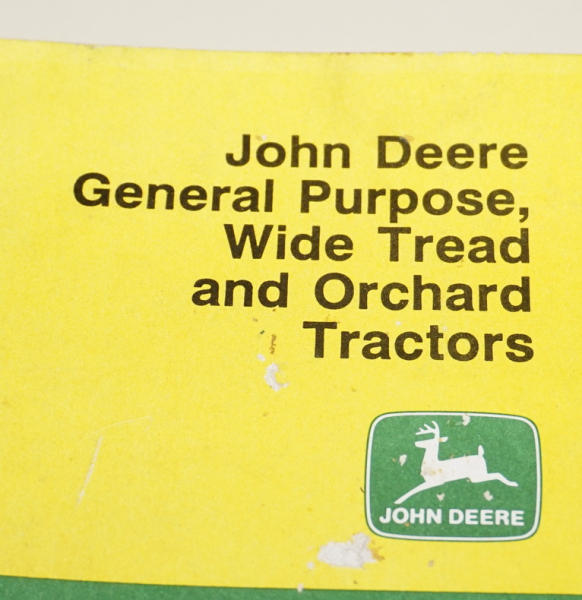 John Deere
General Purpose,
Wide Tread
and Orchard
Tractors
JOHN DEERE